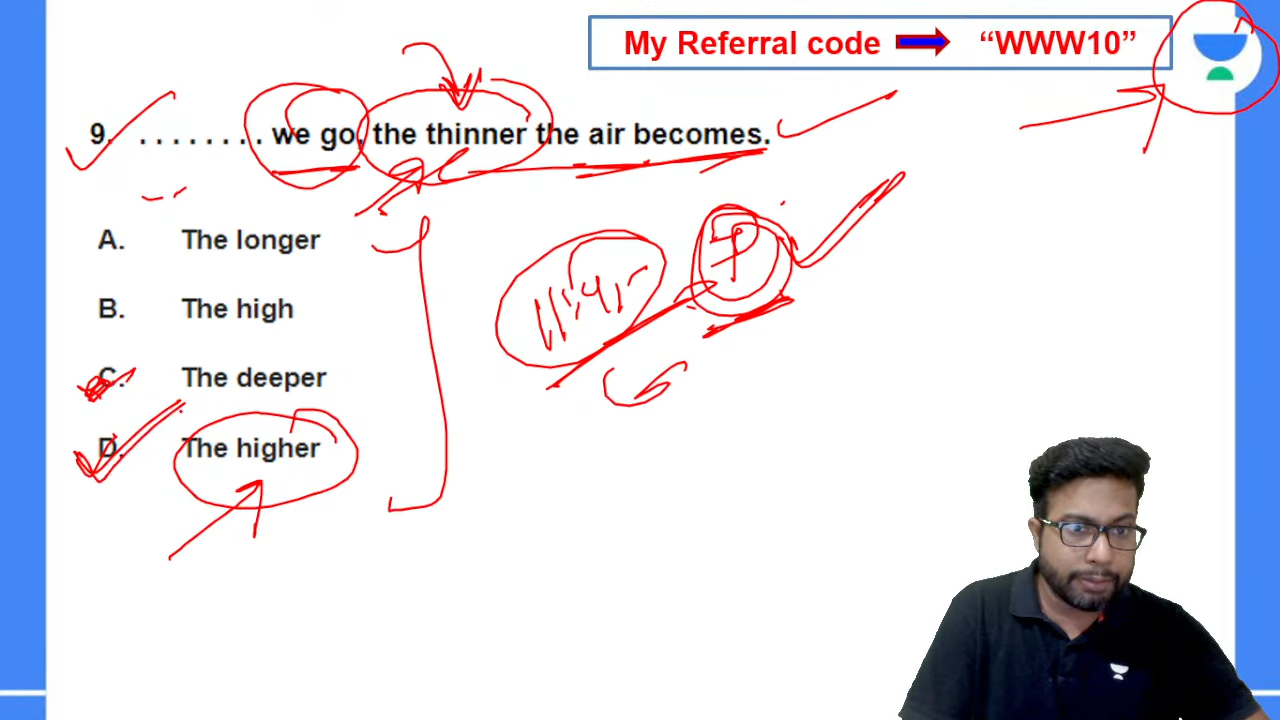 My Referral code “WWW10”
9. . . . . . . . . we go, the thinner the air becomes.
A. The longer
B. The high
C. The deeper
D. The higher